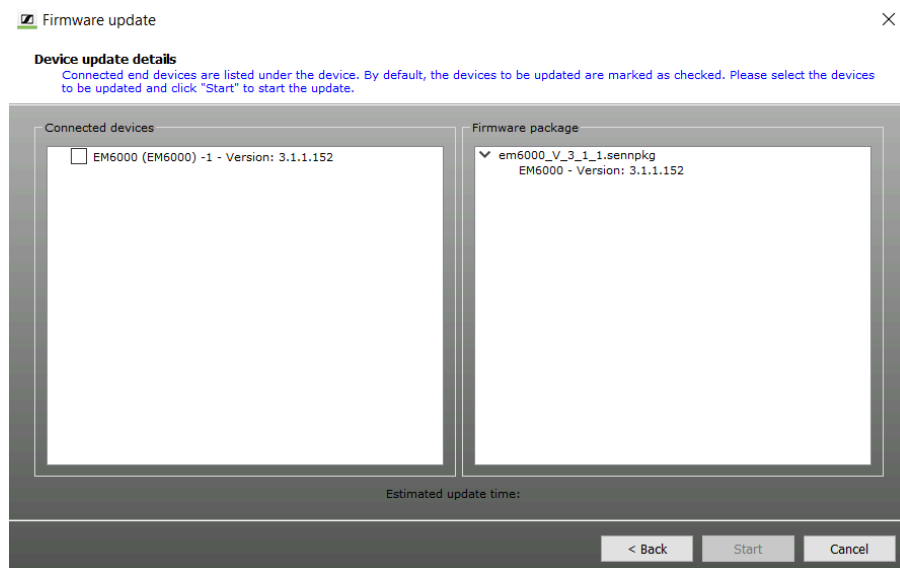 Firmware update
Device update details
Connected end devices are listed under the device. By default, the devices to be updated are marked as checked. Please select the devices
to be updated and click "Start" to start the update.
Connected devices
EM6000 (EM6000) -1 - Version: 3.1.1.152
Firmware package
em6000_V_3_1_1.sennpkg
EM6000 - Version: 3.1.1.152
Estimated update time:
< Back
Start
Cancel